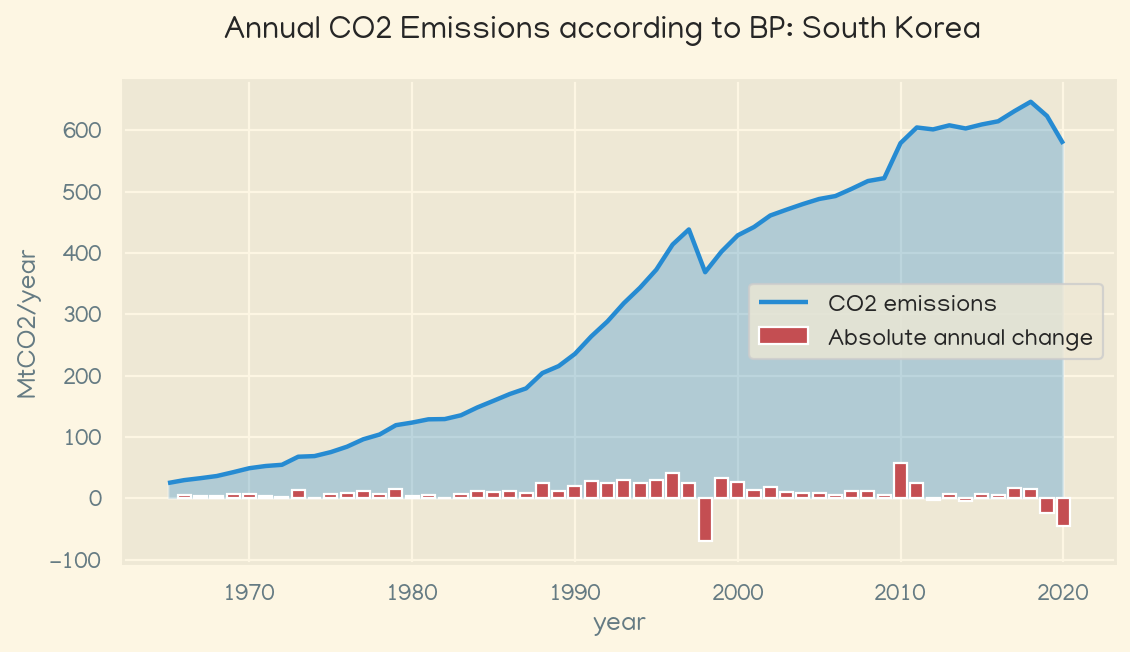 Annual CO2 Emissions according to BP: South Korea
MtCO2/year
600
500
400
300
200
100
0
−100
CO2 emissions
Absolute annual change
1970 1980 1990 2000 2010 2020
year